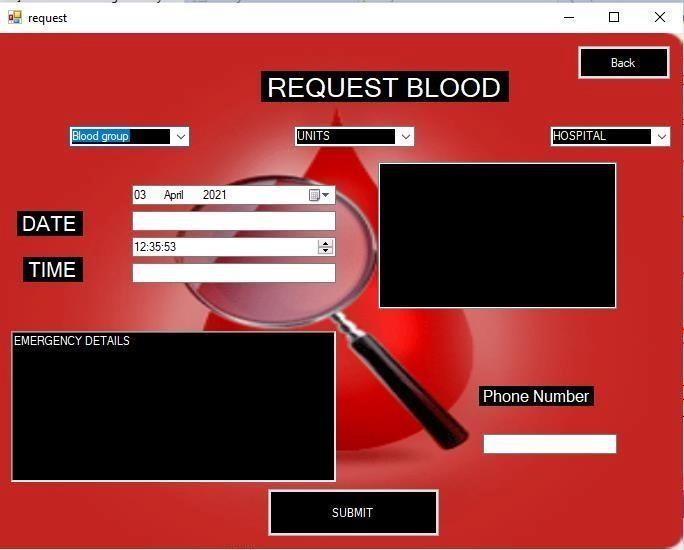 request
Back
REQUEST BLOOD
Blood group
UNITS
HOSPITAL
03 April 2021
DATE
12:35:53
TIME
EMERGENCY DETAILS
Phone Number
SUBMIT